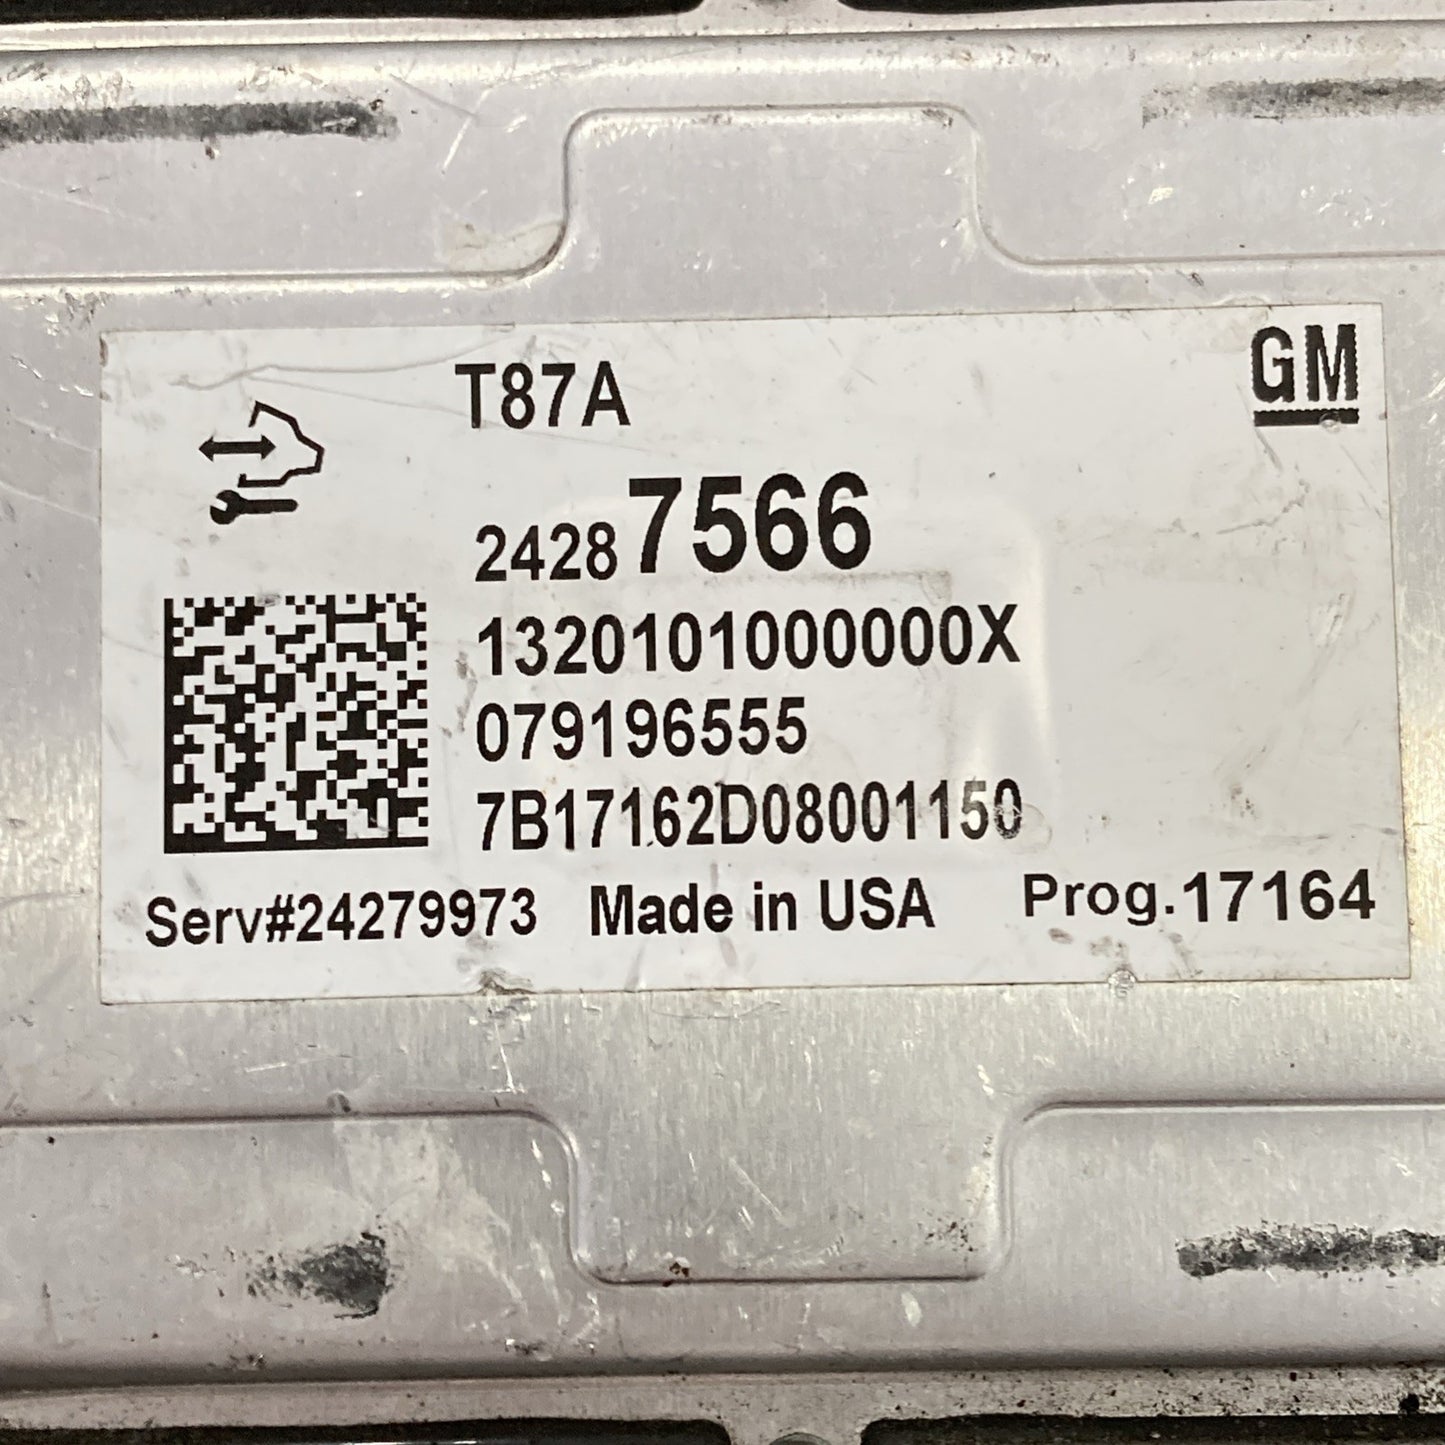 T87A
GM
24287566
1320101000000X
079196555
7B17162D08001150
Serv#24279973 Made in USA Prog.17164